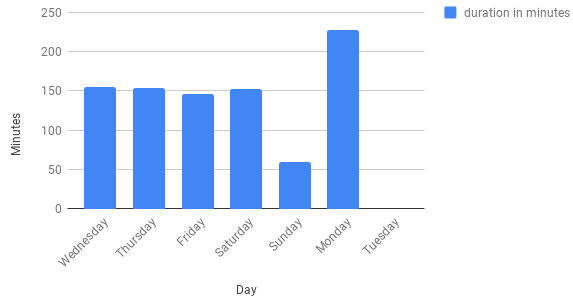 duration in minutes
250
200
150
100
50
0
Minutes
Wednesday
Thursday
Friday
Saturday
Sunday
Monday
Tuesday
Day